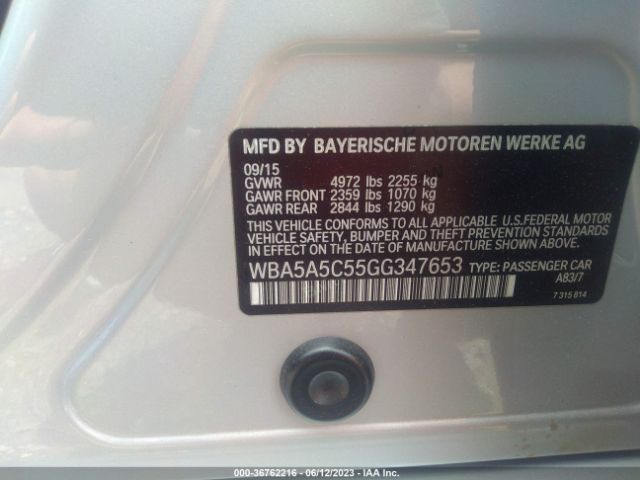 MFD BY BAYERISCHE MOTOREN WERKE AG
09/15
GVWR 4972 lbs 2255 kg
GAWR FRONT 2359 lbs 1070 kg
GAWR REAR 2844 lbs 1290 kg
THIS VEHICLE CONFORMS TO ALL APPLICABLE U.S.FEDERAL MOTOR
VEHICLE SAFETY, BUMPER AND THEFT PREVENTION STANDARDS
IN EFFECT ON THE DATE OF MANUFACTURE SHOWN ABOVE.
WBA5A5C55GG347653 TYPE: PASSENGER CAR
A83/7
7 315 814
000-36762216 - 06/12/2023 - IAA Inc.